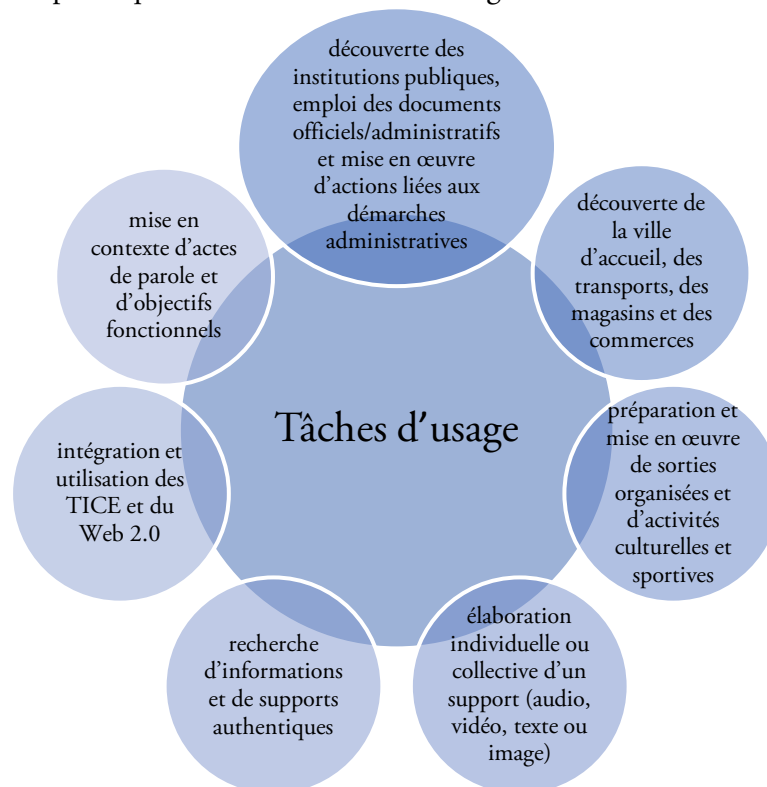 découverte des
institutions publiques,
emploi des documents
officiels/administratifs
et mise en œuvre
d'actions liées aux
démarches
administratives
découverte de
la ville
d'accueil, des
transports, des
magasins et des
commerces
préparation et
mise en œuvre
de sorties
organisées et
d'activités
culturelles et
sportives
élaboration
individuelle ou
collective d'un
support (audio,
vidéo, texte ou
image)
recherche
d'informations
et de supports
authentiques
intégration et
utilisation des
TICE et du
Web 2.0
mise en
contexte d'actes
de parole et
d'objectifs
fonctionnels
Tâches d'usage